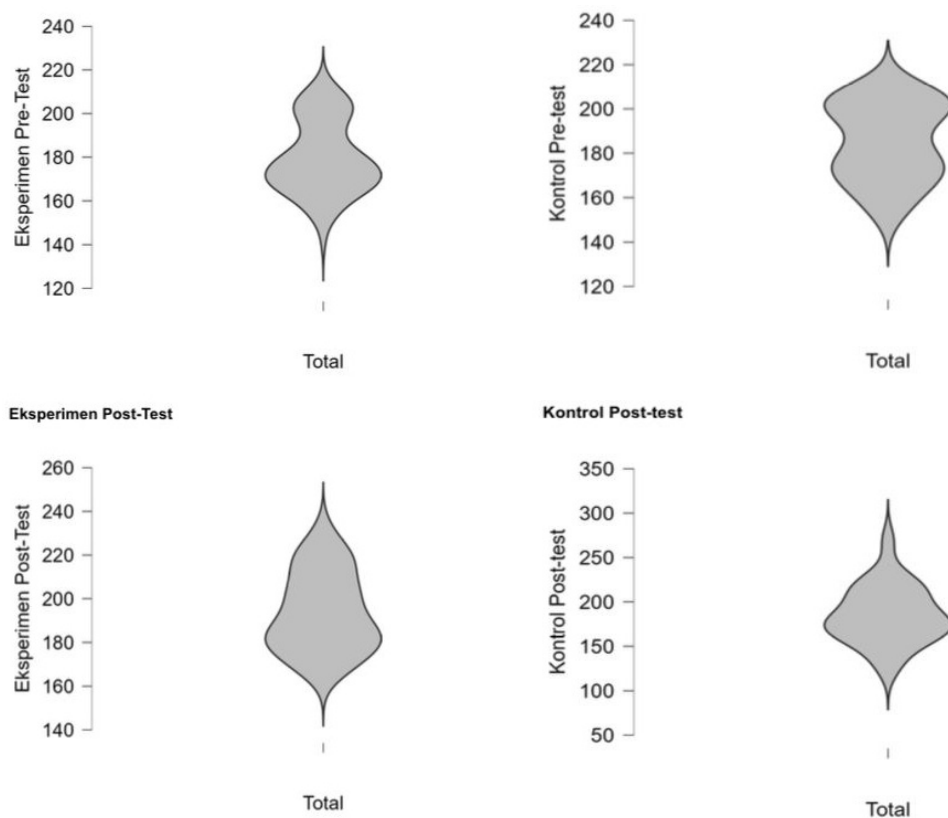 240
220
200
180
160
140
120
Eksperimen Pre-Test
Total
240
220
200
180
160
140
120
Kontrol Pre-test
Total
Eksperimen Post-Test
260
240
220
200
180
160
140
Eksperimen Post-Test
Total
Kontrol Post-test
350
300
250
200
150
100
50
Kontrol Post-test
Total